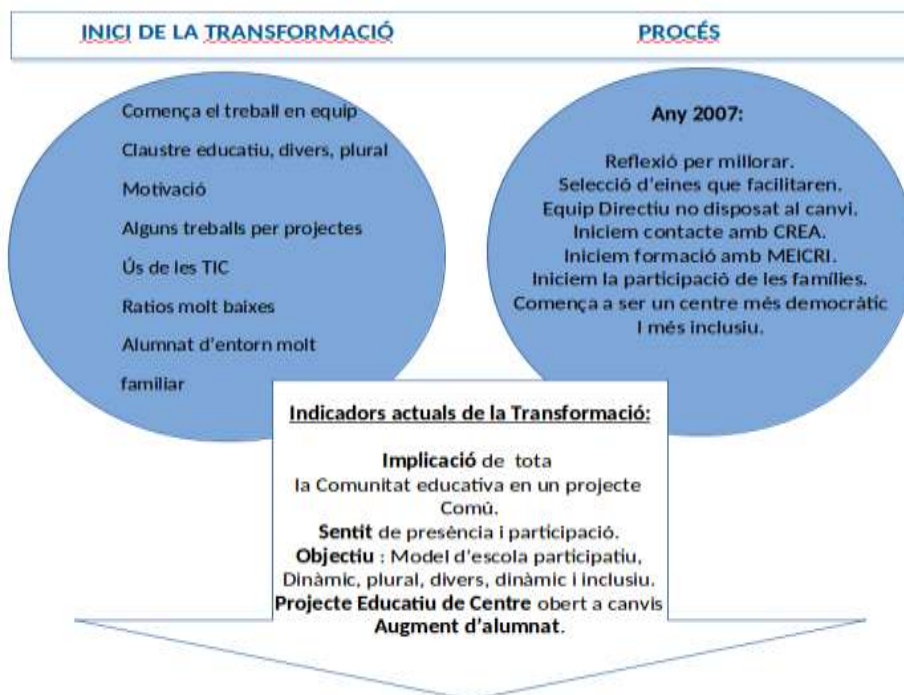 INICI DE LA TRANSFORMACIÓ
PROCÉS
Comença el treball en equip
Claustre educatiu, divers, plural
Motivació
Alguns treballs per projectes
Ús de les TIC
Ratios molt baixes
Alumnat d'entorn molt
familiar
Any 2007:
Reflexió per millorar.
Selecció d'eines que facilitaren.
Equip Directiu no disposat al canvi.
Iniciem contacte amb CREA.
Iniciem formació amb MEICRI.
Iniciem la participació de les famílies.
Comença a ser un centre més democràtic
I més inclusiu.
Indicadors actuals de la Transformació:
Implicació de tota
la Comunitat educativa en un projecte
Comú.
Sentit de presència i participació.
Objectiu : Model d'escola participatiu,
Dinàmic, plural, divers, dinàmic i inclusiu.
Projecte Educatiu de Centre obert a canvis
Augment d'alumnat.